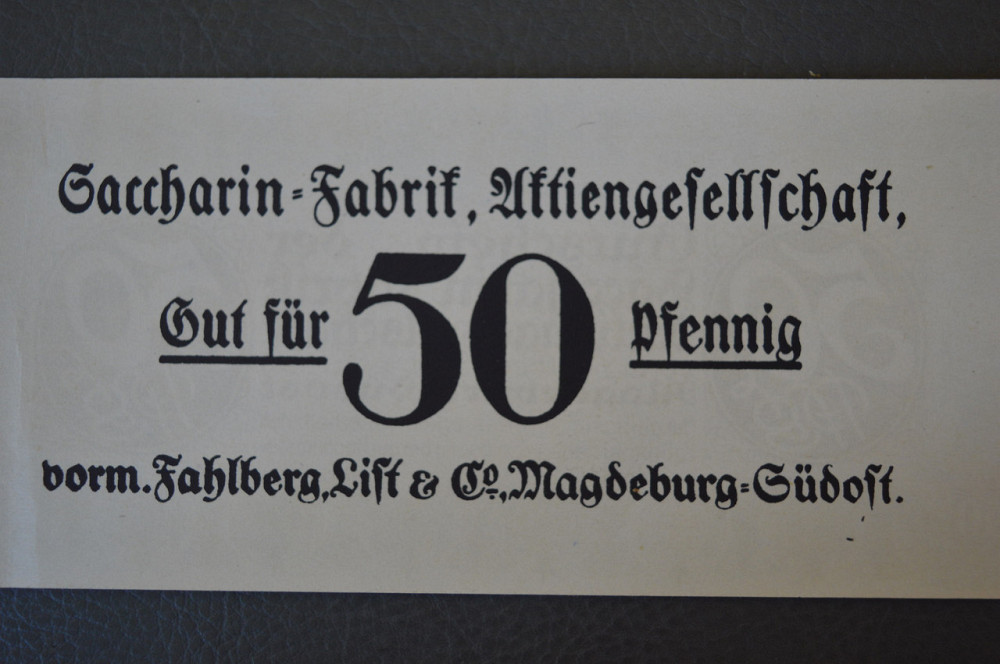 Saccharin-Fabrik, Aktiengesellschaft,
Gut für 50 Pfennig
vorm. Fahlberg, List & Co., Magdeburg-Südost.